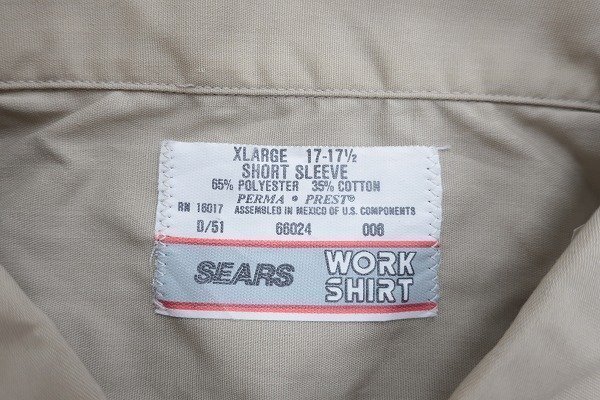 XLARGE 17-17½
SHORT SLEEVE
65% POLYESTER 35% COTTON
PERMA • PREST®
RN 16017 ASSEMBLED IN MEXICO OF U.S. COMPONENTS
D/51 66024 006
SEARS WORK SHIRT